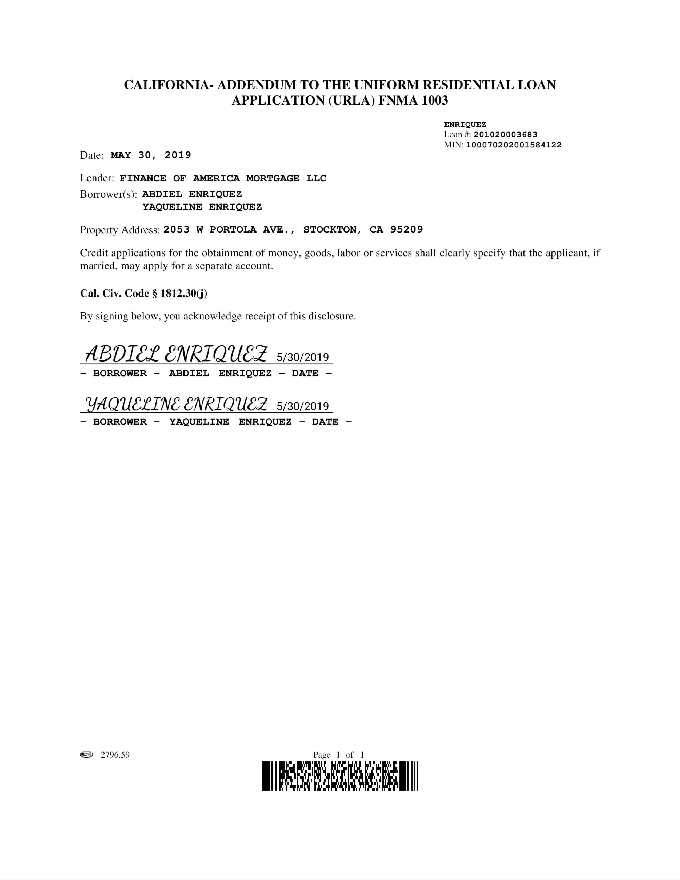 CALIFORNIA- ADDENDUM TO THE UNIFORM RESIDENTIAL LOAN
APPLICATION (URLA) FNMA 1003
ENRIQUEZ
Loan #: 201020003683
MIN: 100070202001584122
Date: MAY 30, 2019
Lender: FINANCE OF AMERICA MORTGAGE LLC
Borrower(s): ABDIEL ENRIQUEZ
YAQUELINE ENRIQUEZ
Property Address: 2053 W PORTOLA AVE., STOCKTON, CA 95209
Credit applications for the obtainment of money, goods, labor or services shall clearly specify that the applicant, if
married, may apply for a separate account.
Cal. Civ. Code § 1812.30(j)
By signing below, you acknowledge receipt of this disclosure.
ABDIEL ENRIQUEZ 5/30/2019
- BORROWER - ABDIEL ENRIQUEZ - DATE -
YAQUELINE ENRIQUEZ 5/30/2019
- BORROWER - YAQUELINE ENRIQUEZ - DATE -
2796.59 Page 1 of 1